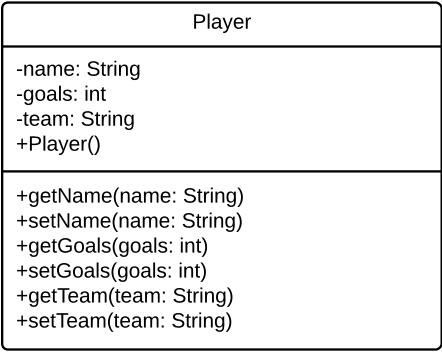 Player
-name: String
-goals: int
-team: String
+Player()
+getName(name: String)
+setName(name: String)
+getGoals(goals: int)
+setGoals(goals: int)
+getTeam(team: String)
+setTeam(team: String)